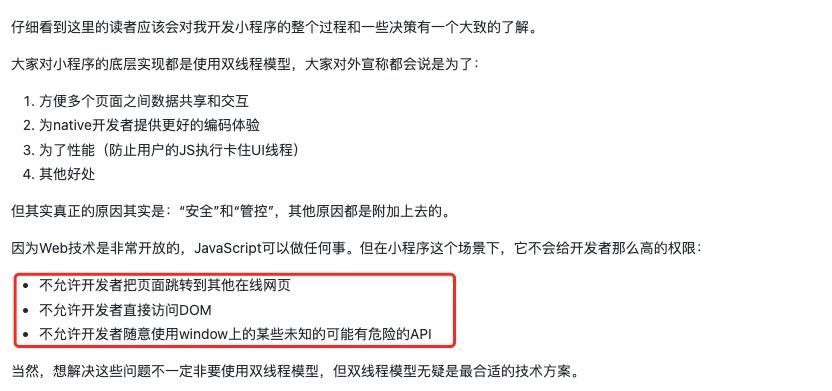 仔细看到这里的读者应该会对我开发小程序的整个过程和一些决策有一个大致的了解。
大家对小程序的底层实现都是使用双线程模型，大家对外宣称都会说是为了：
1. 方便多个页面之间数据共享和交互
2. 为native开发者提供更好的编码体验
3. 为了性能（防止用户的JS执行卡住UI线程）
4. 其他好处
但其实真正的原因其实是：“安全”和“管控”，其他原因都是附加上去的。
因为Web技术是非常开放的，JavaScript可以做任何事。但在小程序这个场景下，它不会给开发者那么高的权限：
• 不允许开发者把页面跳转到其他在线网页
• 不允许开发者直接访问DOM
• 不允许开发者随意使用window上的某些未知的可能有危险的API
当然，想解决这些问题不一定非要使用双线程模型，但双线程模型无疑是最合适的技术方案。